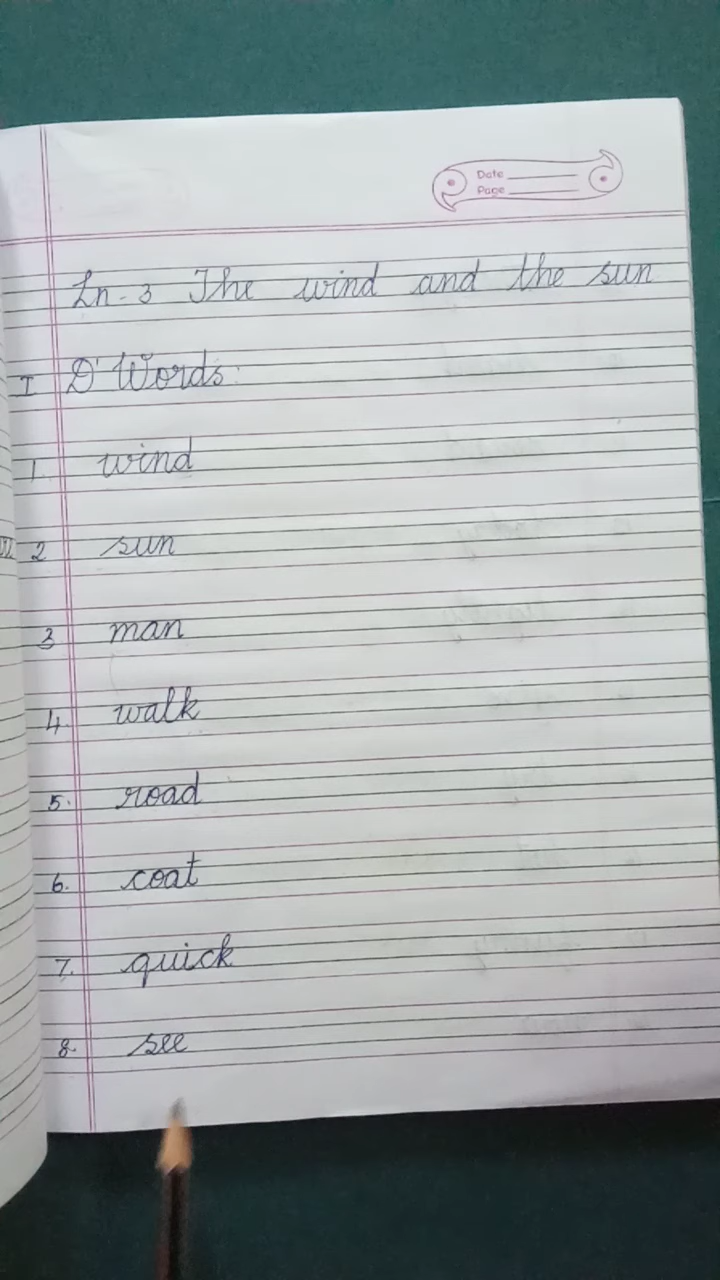 Date
Page
Ln - 3 The wind and the sun
I D' Words:
1. wind
2 sun
3 man
4. walk
5. road
6. coat
7. quick
8. see